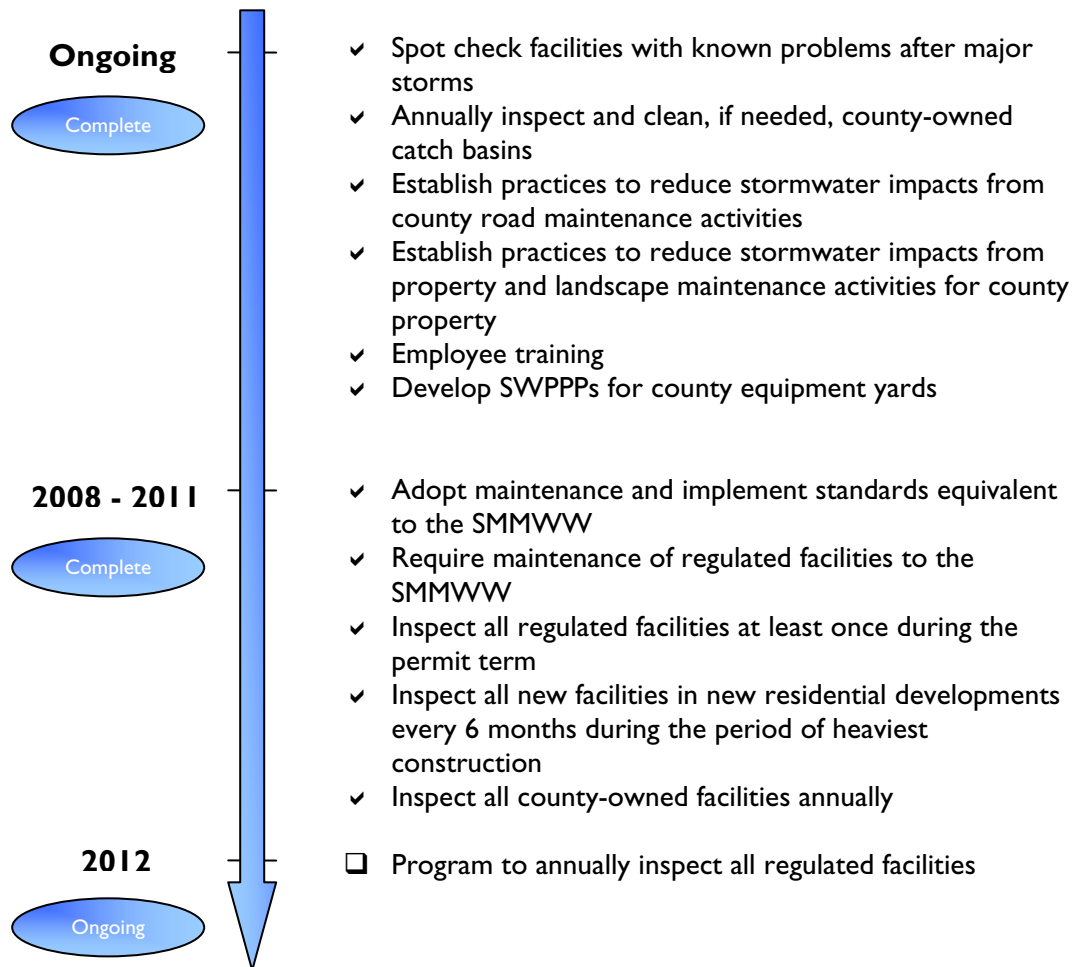 Ongoing
Complete
✓ Spot check facilities with known problems after major
storms
✓ Annually inspect and clean, if needed, county-owned
catch basins
✓ Establish practices to reduce stormwater impacts from
county road maintenance activities
✓ Establish practices to reduce stormwater impacts from
property and landscape maintenance activities for county
property
✓ Employee training
✓ Develop SWPPPs for county equipment yards
2008 - 2011
Complete
✓ Adopt maintenance and implement standards equivalent
to the SMMWW
✓ Require maintenance of regulated facilities to the
SMMWW
✓ Inspect all regulated facilities at least once during the
permit term
✓ Inspect all new facilities in new residential developments
every 6 months during the period of heaviest
construction
✓ Inspect all county-owned facilities annually
2012
Ongoing
❑ Program to annually inspect all regulated facilities